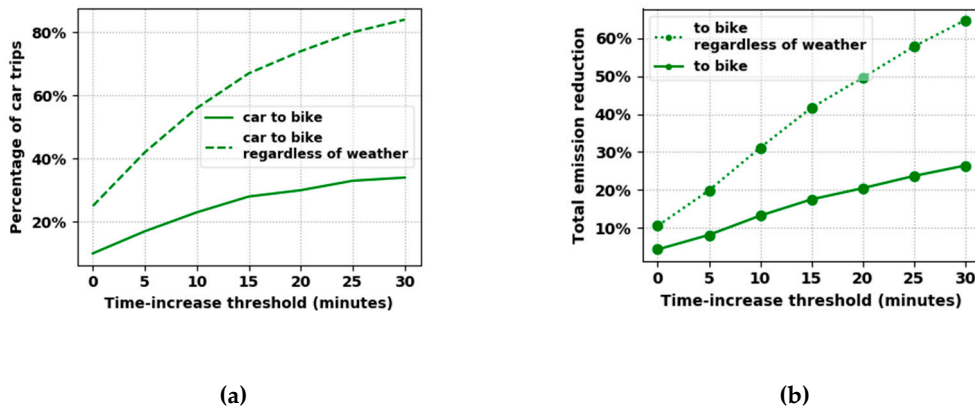 80%
60%
40%
20%
Percentage of car trips
car to bike
car to bike
regardless of weather
0 5 10 15 20 25 30
Time-increase threshold (minutes)
(a)
60%
50%
40%
30%
20%
10%
Total emission reduction
to bike
regardless of weather
to bike
0 5 10 15 20 25 30
Time-increase threshold (minutes)
(b)